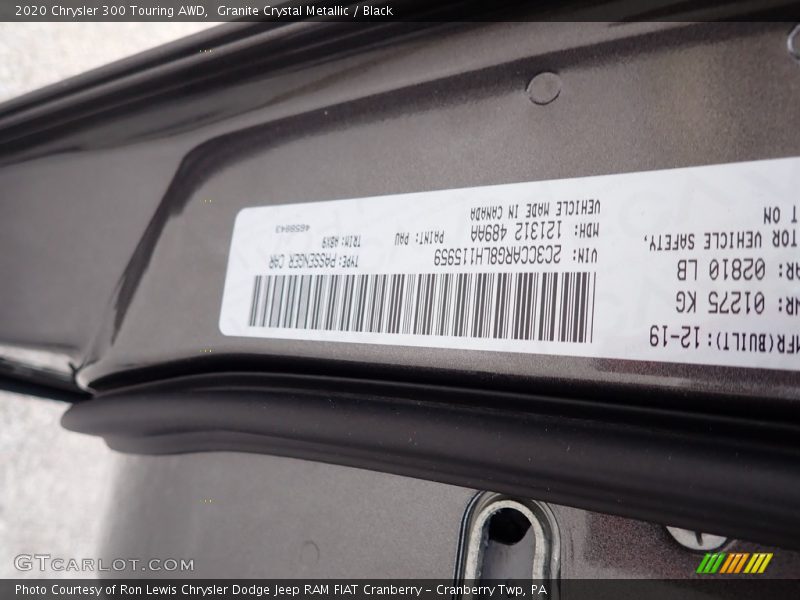 2020 Chrysler 300 Touring AWD, Granite Crystal Metallic / Black
MFR(BUILT): 12-19
01275 KG
02810 LB
TOR VEHICLE SAFETY.
T ON
VIN: 2C3CCARG8LH115959
TYPE: PASSENGER CAR
MDH: 121312 489AA
PAINT: PAU
TRIM: ABX9
VEHICLE MADE IN CANADA
4658843
GTCARLOT.COM
Photo Courtesy of Ron Lewis Chrysler Dodge Jeep RAM FIAT Cranberry – Cranberry Twp, PA